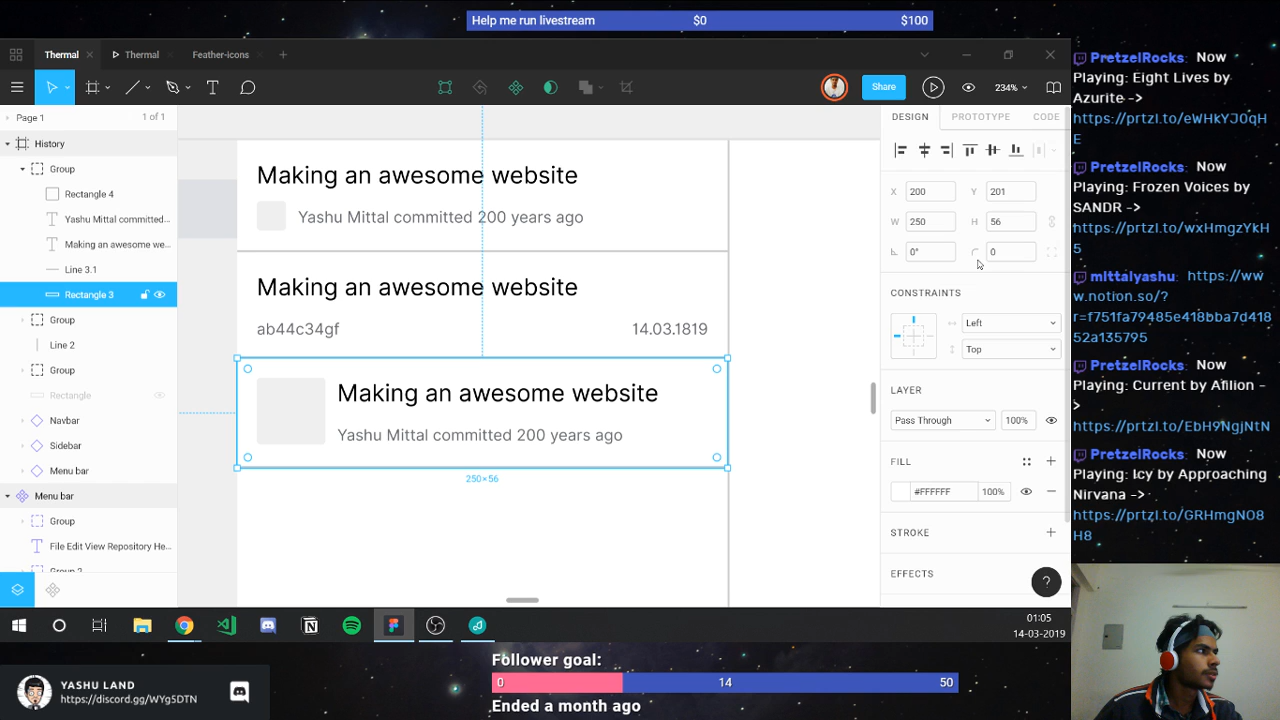 Help me run livestream $0 $100
Thermal
Thermal
Feather-icons
Share
234%
Page 1
1 of 1
History
Group
Rectangle 4
Yashu Mittal committed...
Making an awesome we...
Line 3.1
Rectangle 3
Group
Line 2
Group
Rectangle
Navbar
Sidebar
Menu bar
Menu bar
Group
File Edit View Repository He...
Group 2
Making an awesome website
Yashu Mittal committed 200 years ago
Making an awesome website
ab44c34gf
14.03.1819
Making an awesome website
Yashu Mittal committed 200 years ago
250×56
DESIGN
PROTOTYPE
CODE
X 200 Y 201
W 250 H 56
0° 0
CONSTRAINTS
Left
Top
LAYER
Pass Through 100%
FILL
#FFFFFF 100%
STROKE
EFFECTS
?
01:05
14-03-2019
PretzelRocks: Now
Playing: Eight Lives by
Azurite ->
https://prtzl.to/eWHkYJ0qH
E
PretzelRocks: Now
Playing: Frozen Voices by
SANDR ->
https://prtzl.to/wxHmgzYkH
5
mittalyashu: https://ww
w.notion.so/?
r=f751fa79485e418bba7d418
52a135795
PretzelRocks: Now
Playing: Current by Afilion -
>
https://prtzl.to/EbH9NgjNtN
PretzelRocks: Now
Playing: Icy by Approaching
Nirvana ->
https://prtzl.to/GRHmgNO8
H8
YASHU LAND
https://discord.gg/WYg5DTN
Follower goal:
0 14 50
Ended a month ago